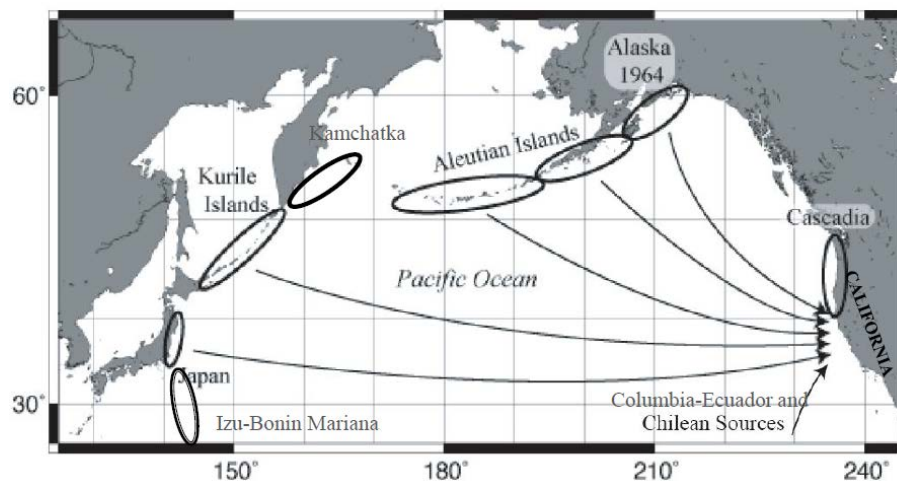 Alaska
1964
60°
Kamchatka
Aleutian Islands
Kurile
Islands
Cascadia
Pacific Ocean
CALIFORNIA
Japan
Columbia-Ecuador and
Chilean Sources
30°
Izu-Bonin Mariana
150°
180°
210°
240°